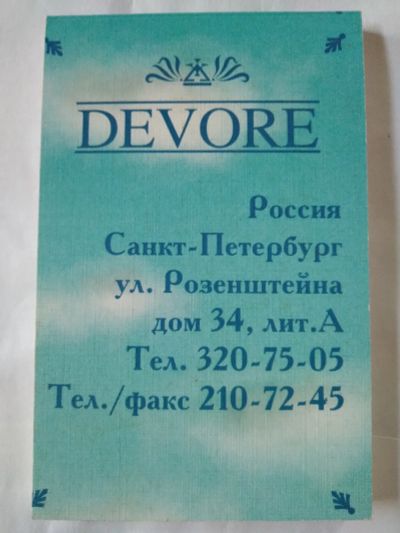 DEVORE
Россия
Санкт-Петербург
ул. Розенштейна
дом 34, лит.А
Тел. 320-75-05
Тел./факс 210-72-45